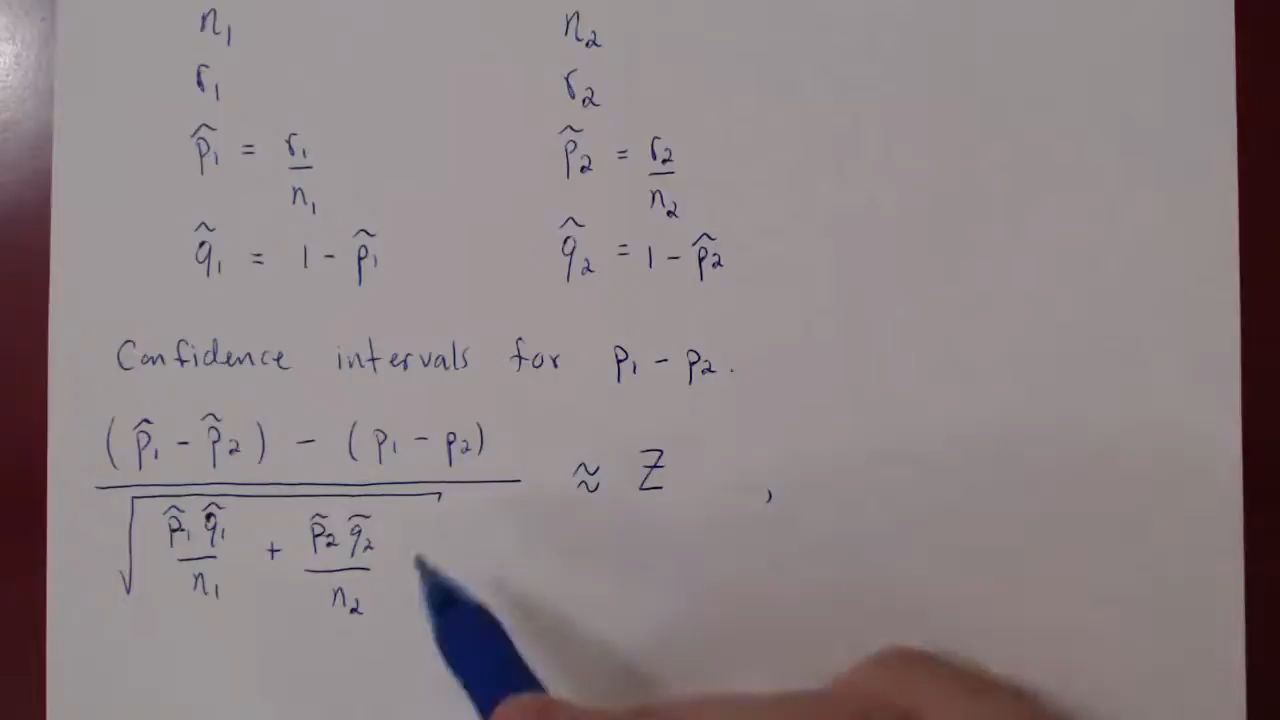 n₁ n₂
r₁ r₂
p̂₁ = r₁/n₁ p̂₂ = r₂/n₂
q̂₁ = 1 - p̂₁ q̂₂ = 1 - p̂₂
Confidence intervals for p₁ - p₂.
((p̂₁ - p̂₂) - (p₁ - p₂)) / √(p̂₁q̂₁/n₁ + p̂₂q̂₂/n₂) ≈ Z ,